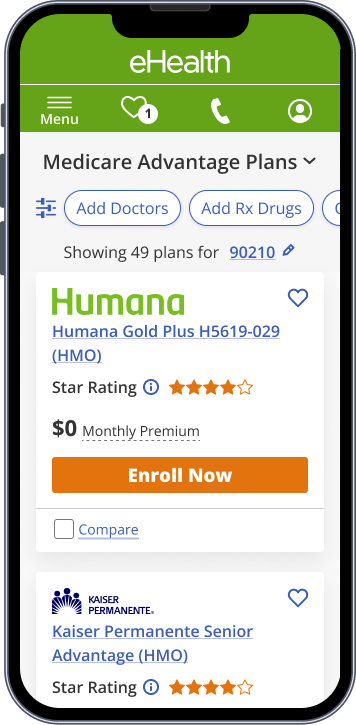 eHealth
Menu
1
Medicare Advantage Plans
Add Doctors
Add Rx Drugs
Showing 49 plans for 90210
Humana
Humana Gold Plus H5619-029
(HMO)
Star Rating
$0 Monthly Premium
Enroll Now
Compare
KAISER
PERMANENTE®
Kaiser Permanente Senior
Advantage (HMO)
Star Rating